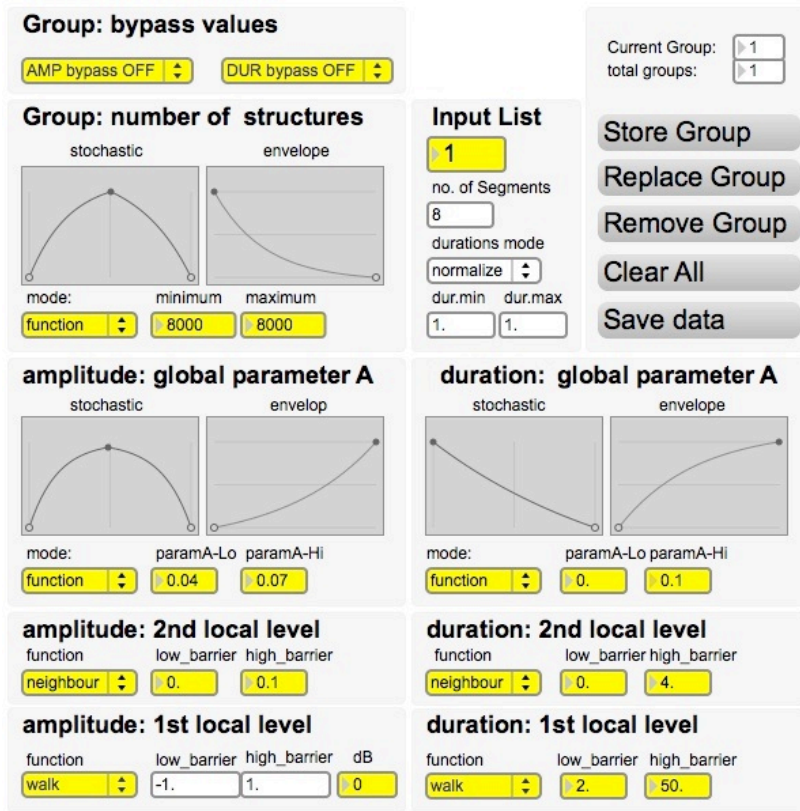 Group: bypass values
AMP bypass OFF DUR bypass OFF
Current Group: 1
total groups: 1
Group: number of structures
stochastic envelope
mode: minimum maximum
function 8000 8000
Input List
1
no. of Segments
8
durations mode
normalize
dur.min dur.max
1. 1.
Store Group
Replace Group
Remove Group
Clear All
Save data
amplitude: global parameter A
stochastic envelop
mode: paramA-Lo paramA-Hi
function 0.04 0.07
duration: global parameter A
stochastic envelope
mode: paramA-Lo paramA-Hi
function 0. 0.1
amplitude: 2nd local level
function low_barrier high_barrier
neighbour 0. 0.1
duration: 2nd local level
function low_barrier high_barrier
neighbour 0. 4.
amplitude: 1st local level
function low_barrier high_barrier dB
walk -1. 1. 0
duration: 1st local level
function low_barrier high_barrier
walk 2. 50.